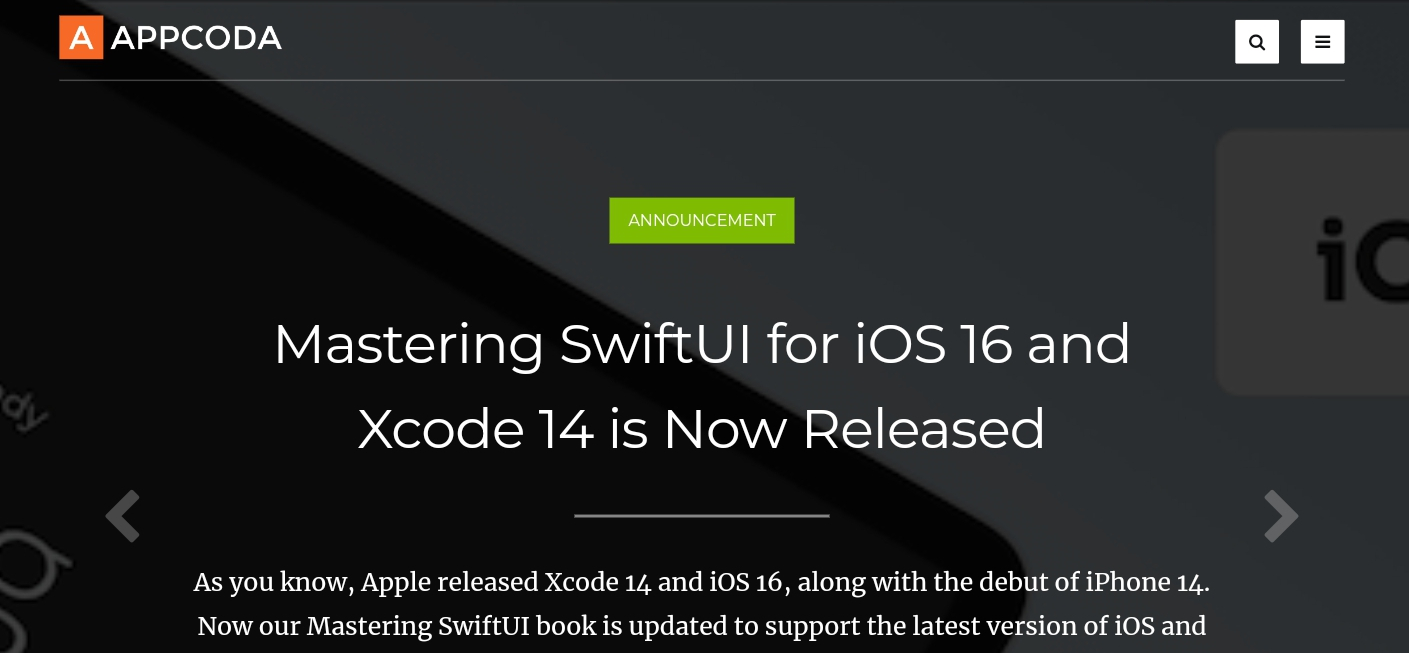 A APPCODA
ANNOUNCEMENT
iO
Mastering SwiftUI for iOS 16 and
Xcode 14 is Now Released
dy
As you know, Apple released Xcode 14 and iOS 16, along with the debut of iPhone 14.
Now our Mastering SwiftUI book is updated to support the latest version of iOS and